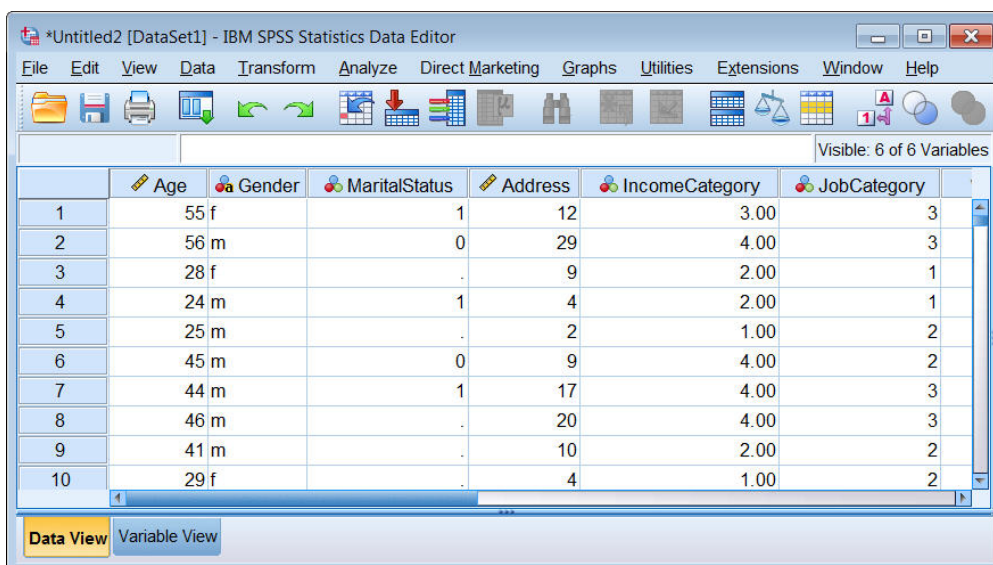 *Untitled2 [DataSet1] - IBM SPSS Statistics Data Editor
File Edit View Data Transform Analyze Direct Marketing Graphs Utilities Extensions Window Help
Visible: 6 of 6 Variables
Age Gender MaritalStatus Address IncomeCategory JobCategory
1 55 f 1 12 3.00 3
2 56 m 0 29 4.00 3
3 28 f . 9 2.00 1
4 24 m 1 4 2.00 1
5 25 m . 2 1.00 2
6 45 m 0 9 4.00 2
7 44 m 1 17 4.00 3
8 46 m . 20 4.00 3
9 41 m . 10 2.00 2
10 29 f . 4 1.00 2
Data View Variable View